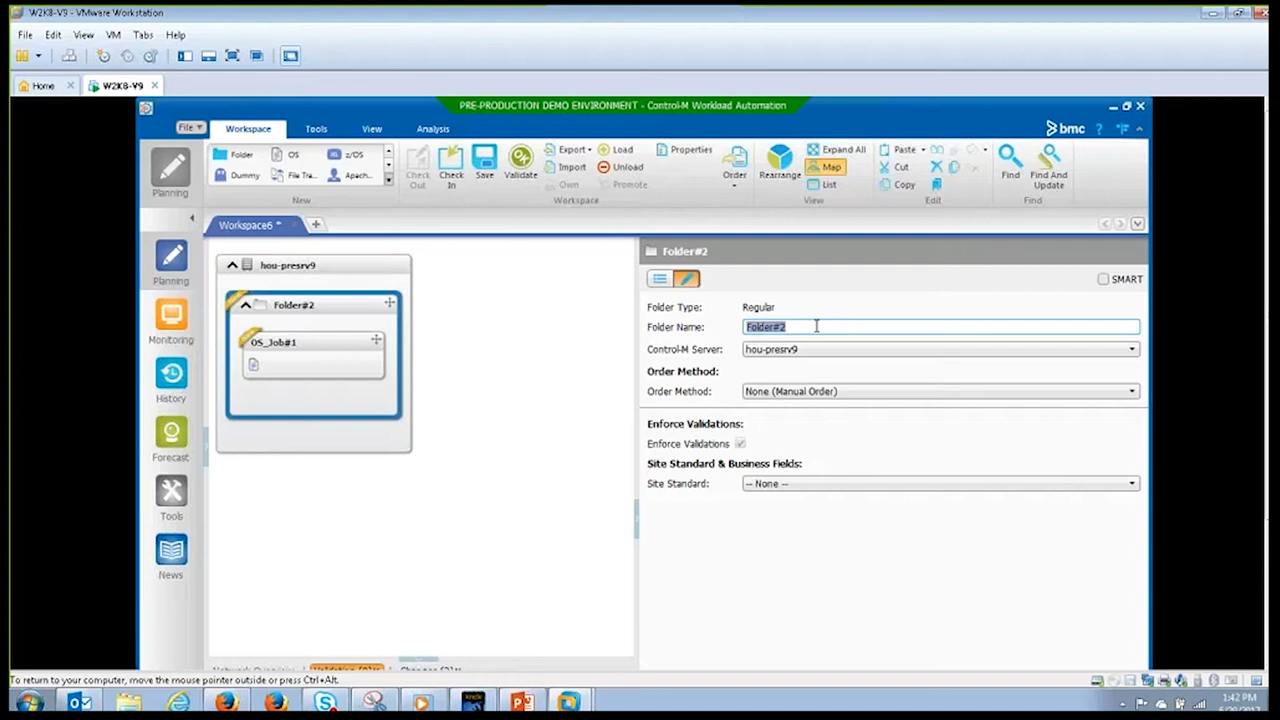 W2K8-V9 - VMware Workstation
File Edit View VM Tabs Help
Home W2K8-V9
PRE-PRODUCTION DEMO ENVIRONMENT - Control-M Workload Automation
File Workspace Tools View Analysis bmc ?
Folder OS z/OS
Dummy File Tra... Apach...
New
Check Out
Check In
Save
Validate
Export Load Properties
Import Unload
Own Promote
Order
Workspace
Rearrange
Expand All
Map
List
View
Paste
Cut
Copy
Edit
Find
Find And Update
Find
Planning
Workspace6 *
Planning
Monitoring
History
Forecast
Tools
News
hou-presrv9
Folder#2
OS_Job#1
Folder#2
SMART
Folder Type: Regular
Folder Name: Folder#2
Control-M Server: hou-presrv9
Order Method:
Order Method: None (Manual Order)
Enforce Validations:
Enforce Validations
Site Standard & Business Fields:
Site Standard: -- None --
To return to your computer, move the mouse pointer outside or press Ctrl+Alt.
1:42 PM